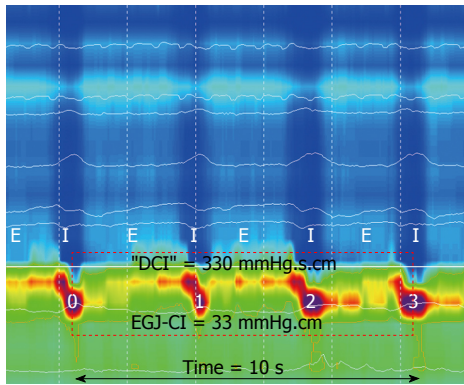 E I E I E I E I
"DCI" = 330 mmHg.s.cm
0 1 2 3
EGJ-CI = 33 mmHg.cm
Time = 10 s